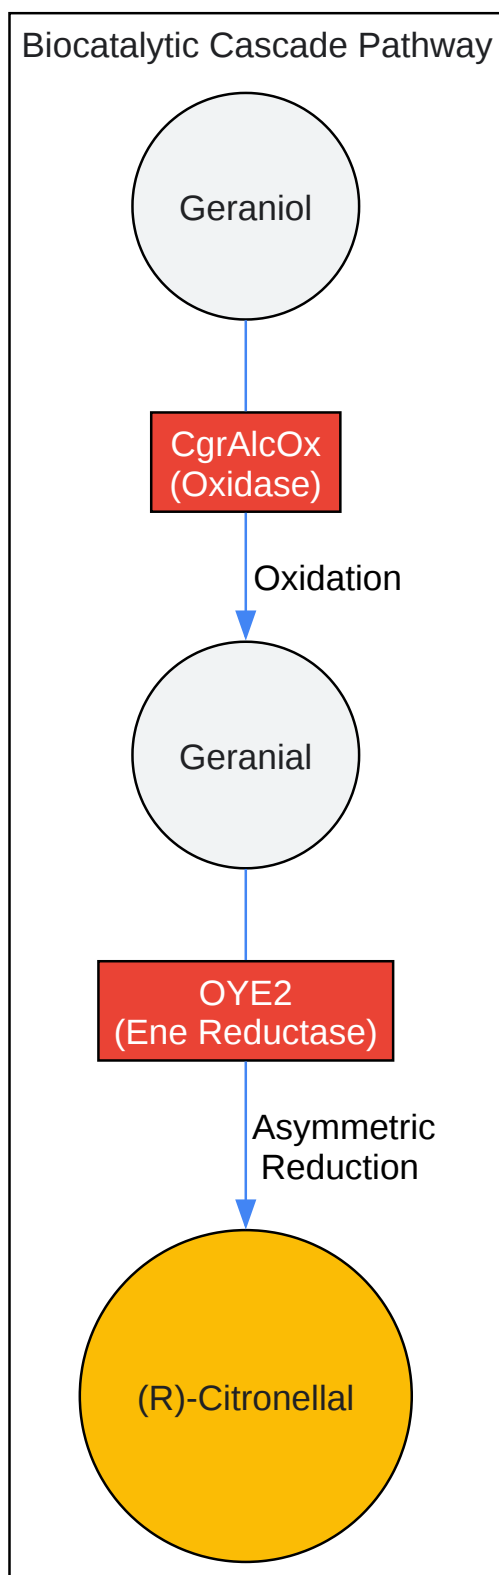 Biocatalytic Cascade Pathway
Geraniol
CgrAlcOx
(Oxidase)
Oxidation
Geranial
OYE2
(Ene Reductase)
Asymmetric
Reduction
(R)-Citronellal